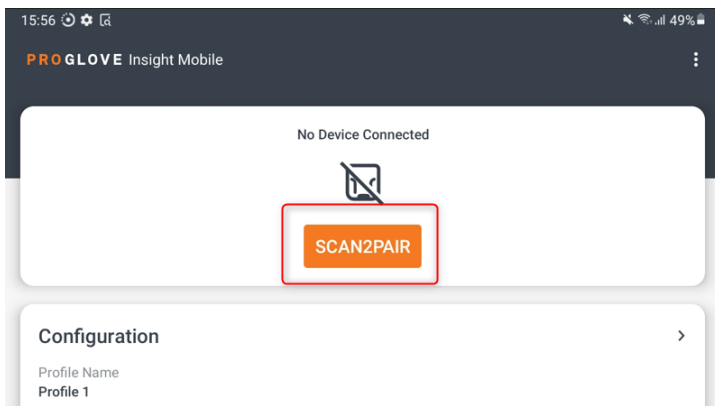 15:56 49%
PROGLOVE Insight Mobile
No Device Connected
SCAN2PAIR
Configuration
Profile Name
Profile 1